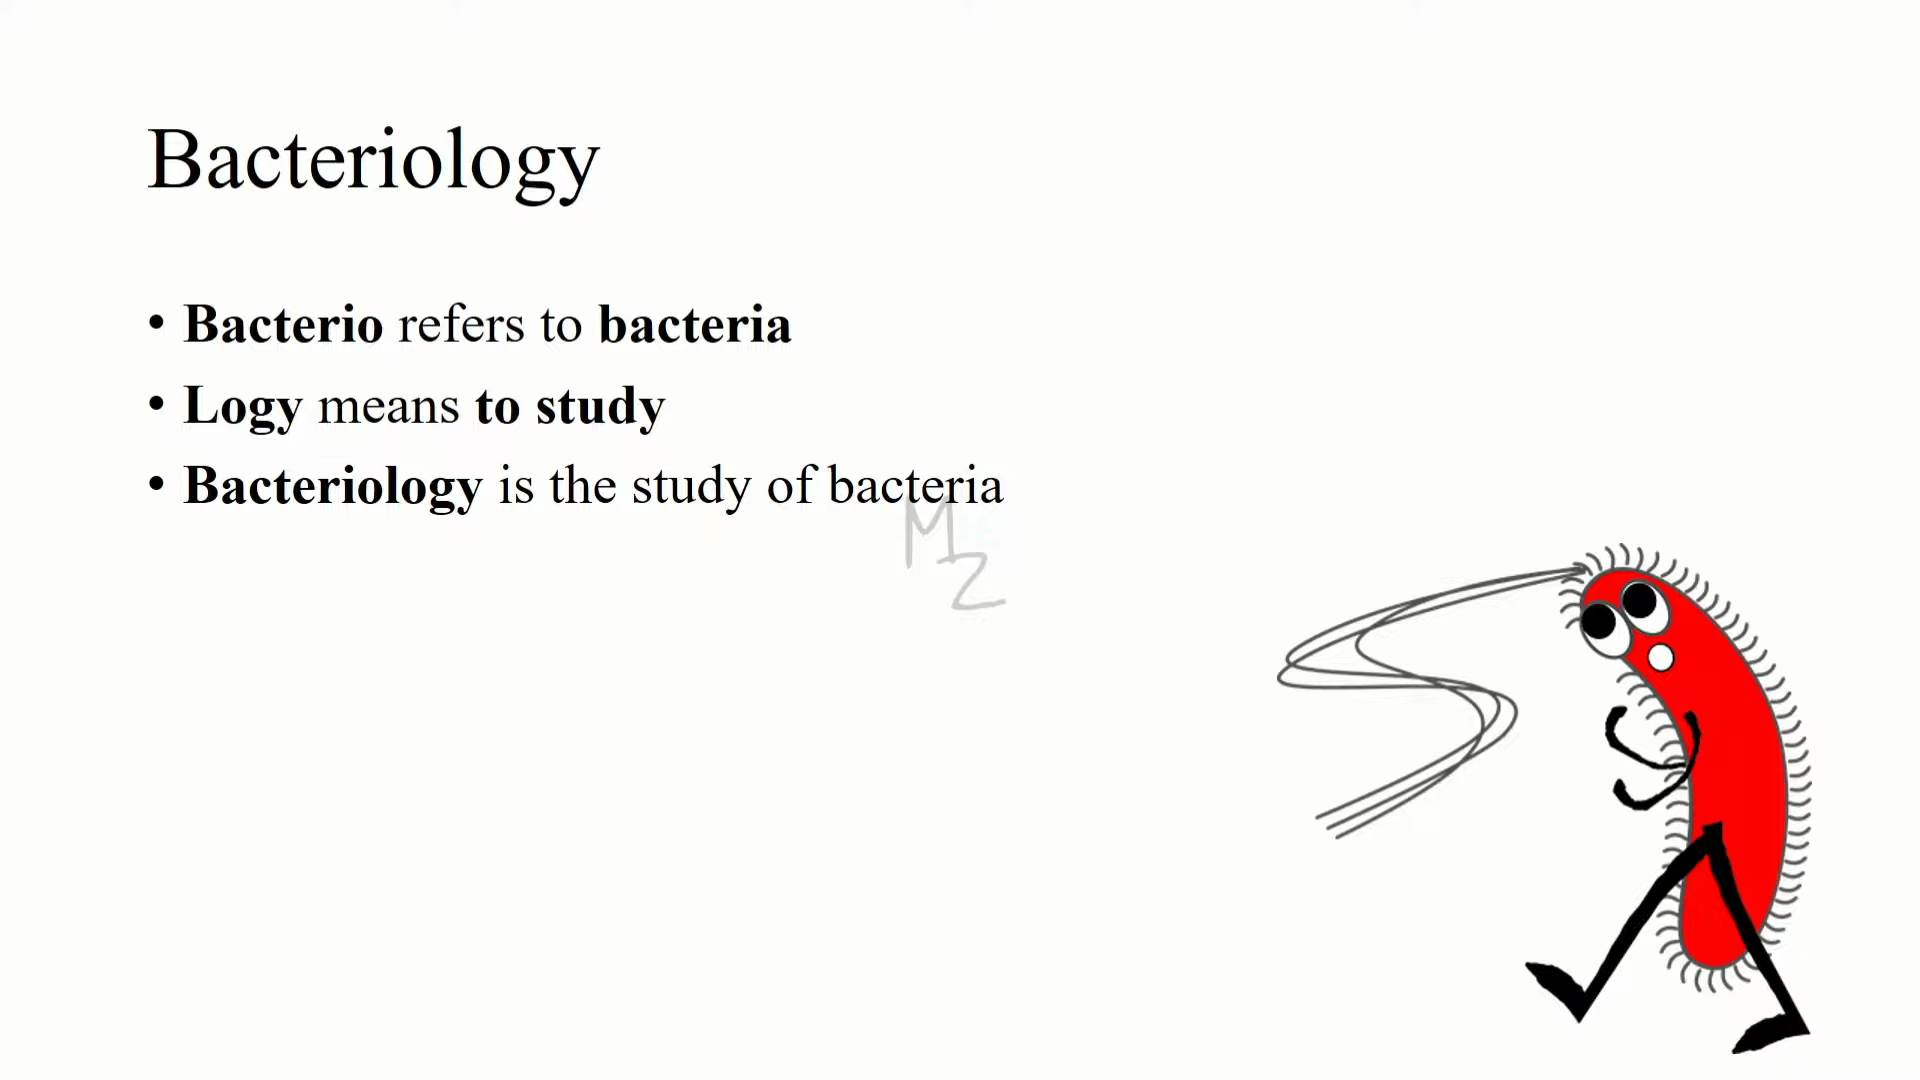 Bacteriology
• Bacterio refers to bacteria
• Logy means to study
• Bacteriology is the study of bacteria
M
Z